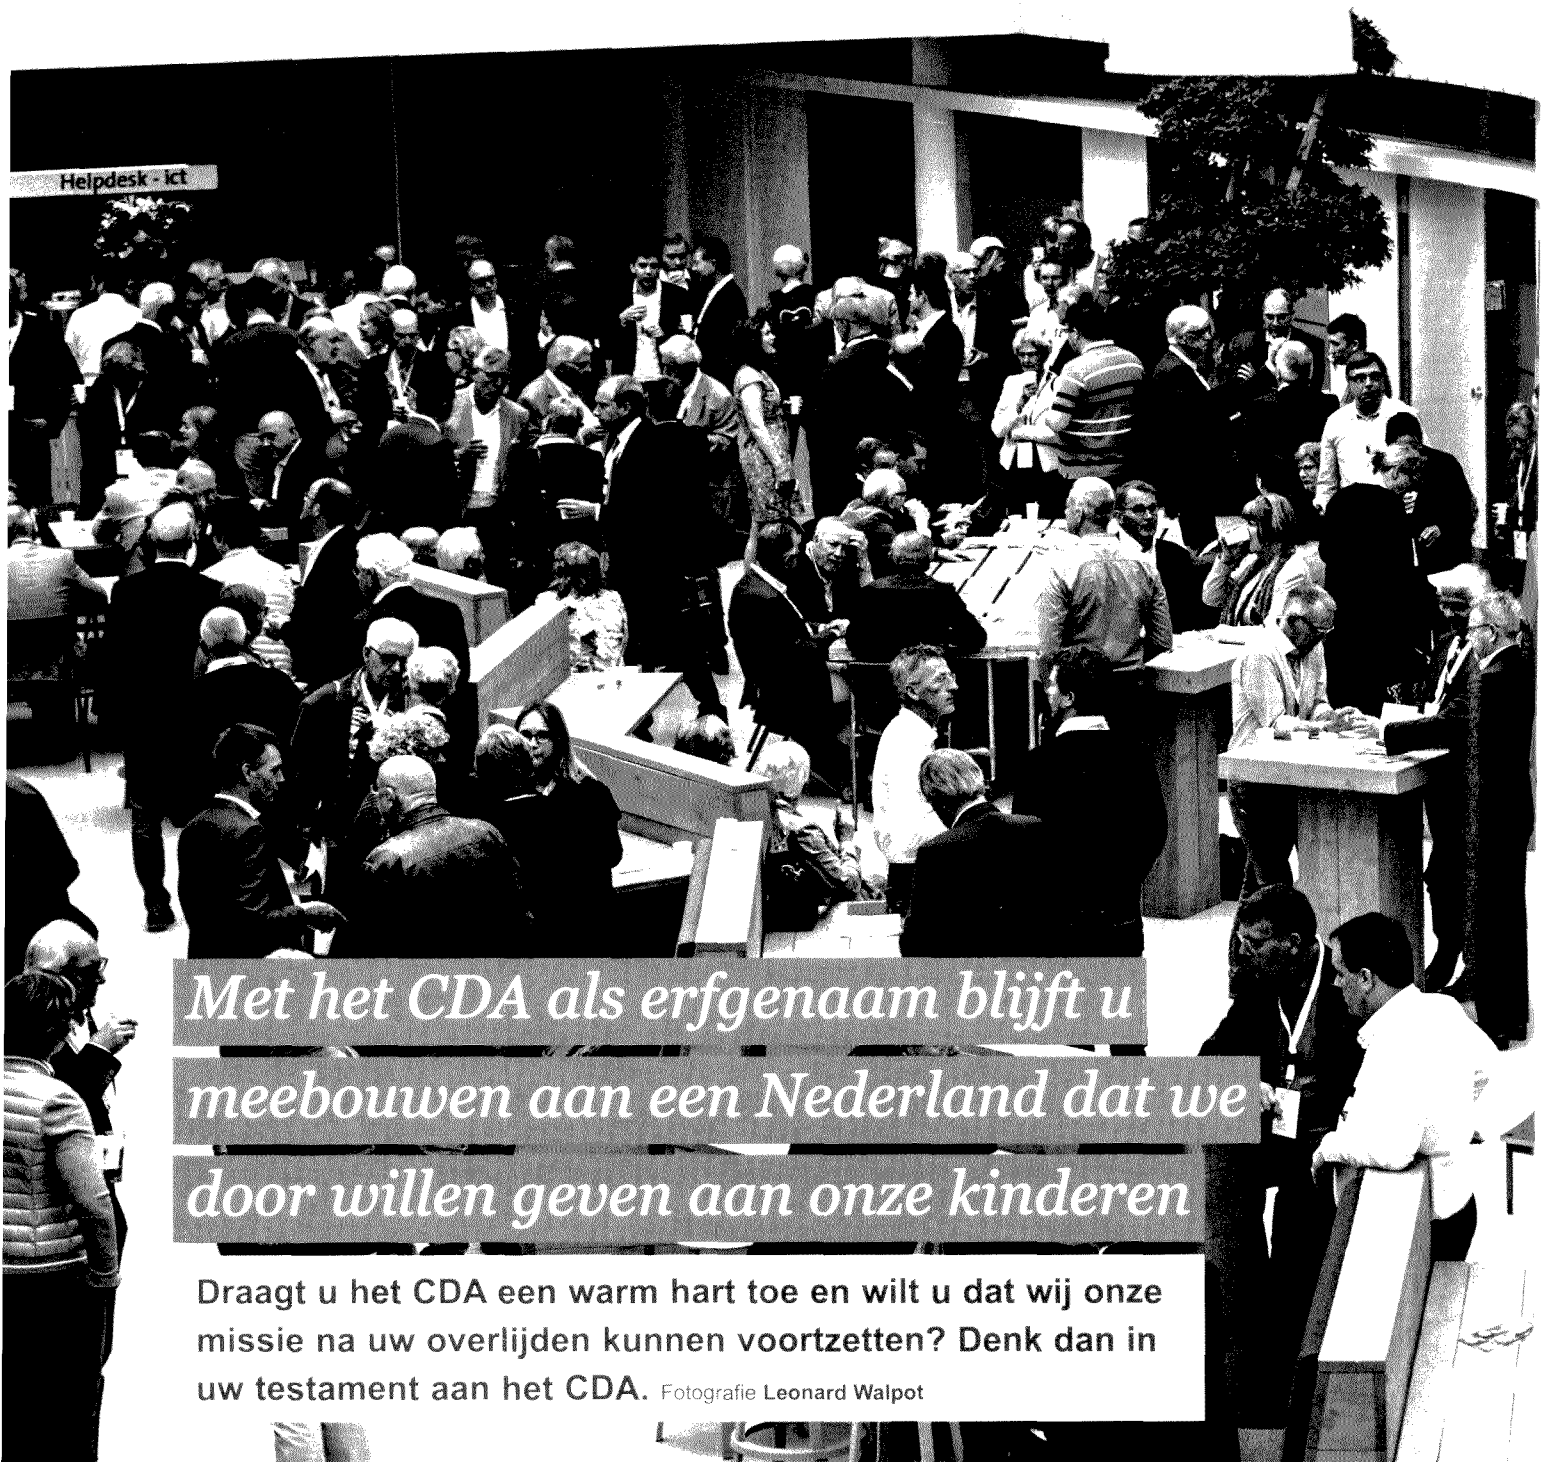 Helpdesk - ict
Met het CDA als erfgenaam blijft u
meebouwen aan een Nederland dat we
door willen geven aan onze kinderen
Draagt u het CDA een warm hart toe en wilt u dat wij onze
missie na uw overlijden kunnen voortzetten? Denk dan in
uw testament aan het CDA. Fotografie Leonard Walpot